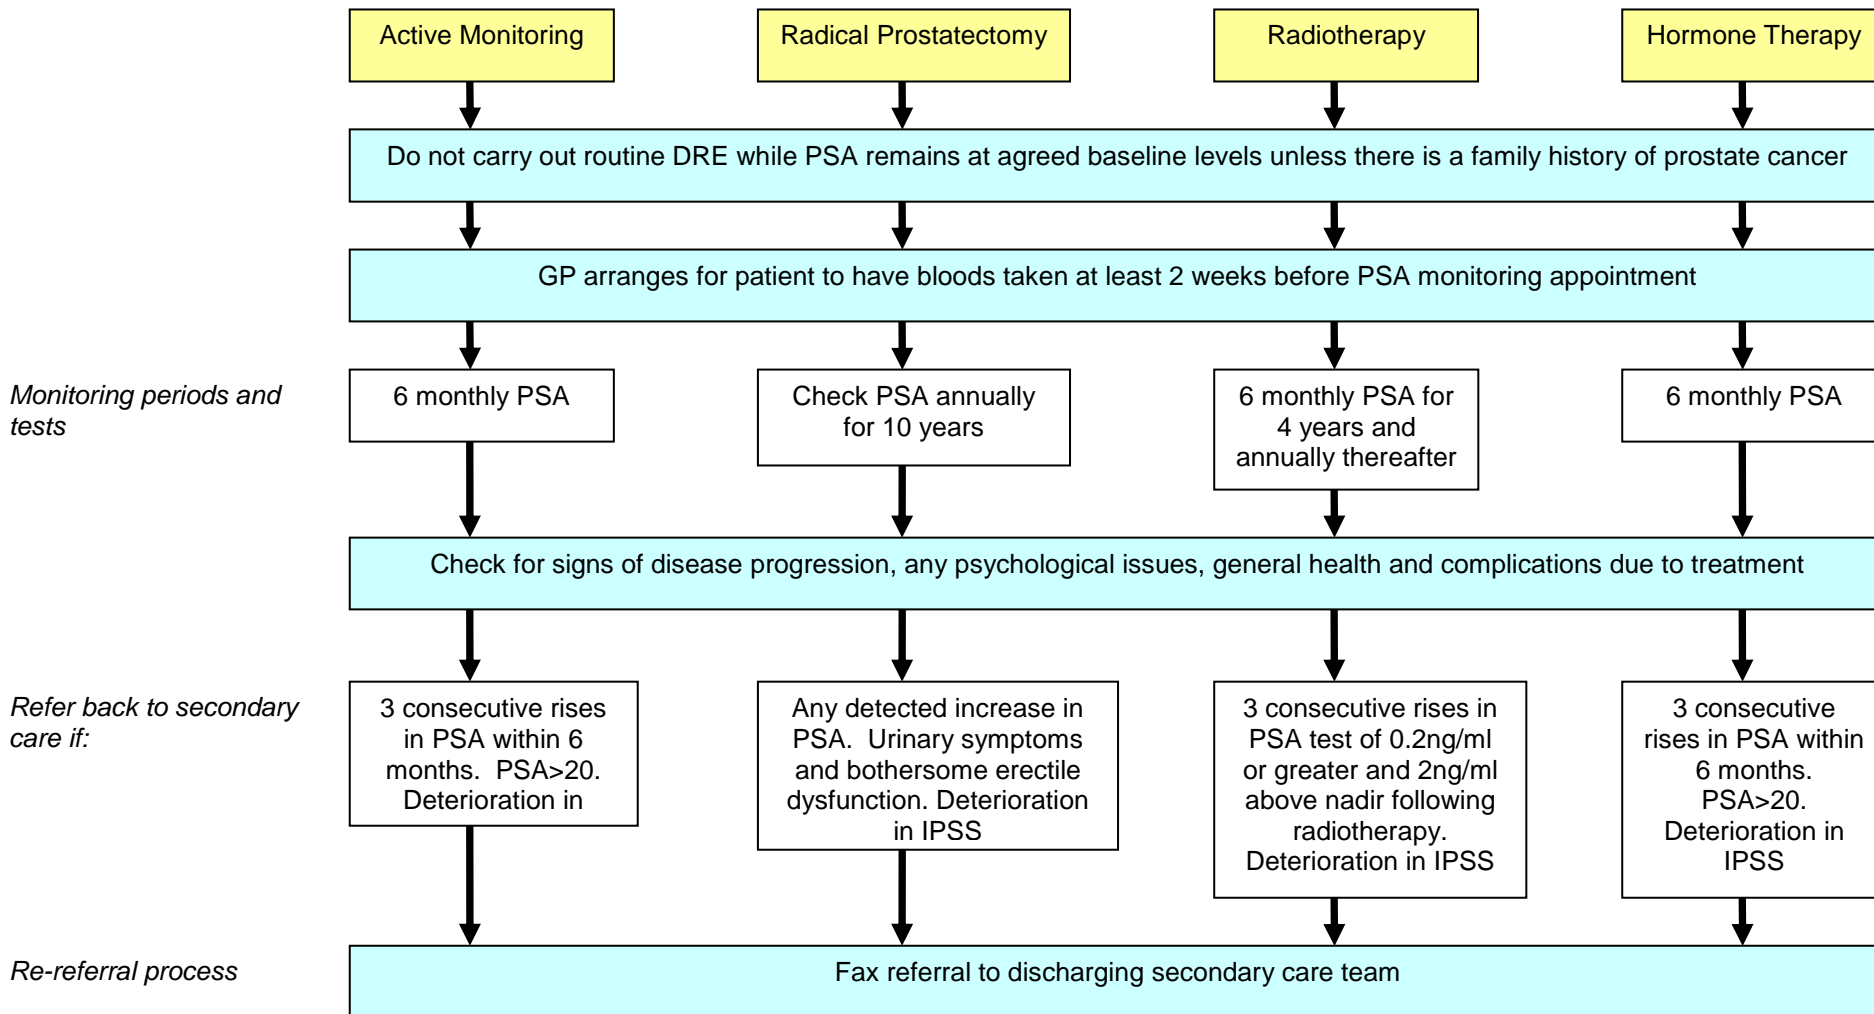 Active Monitoring
Radical Prostatectomy
Radiotherapy
Hormone Therapy
Do not carry out routine DRE while PSA remains at agreed baseline levels unless there is a family history of prostate cancer
GP arranges for patient to have bloods taken at least 2 weeks before PSA monitoring appointment
Monitoring periods and
tests
6 monthly PSA
Check PSA annually
for 10 years
6 monthly PSA for
4 years and
annually thereafter
6 monthly PSA
Check for signs of disease progression, any psychological issues, general health and complications due to treatment
Refer back to secondary
care if:
3 consecutive rises
in PSA within 6
months.  PSA>20.
Deterioration in
Any detected increase in
PSA.  Urinary symptoms
and bothersome erectile
dysfunction. Deterioration
in IPSS
3 consecutive rises in
PSA test of 0.2ng/ml
or greater and 2ng/ml
above nadir following
radiotherapy.
Deterioration in IPSS
3 consecutive
rises in PSA within
6 months.
PSA>20.
Deterioration in
IPSS
Re-referral process
Fax referral to discharging secondary care team